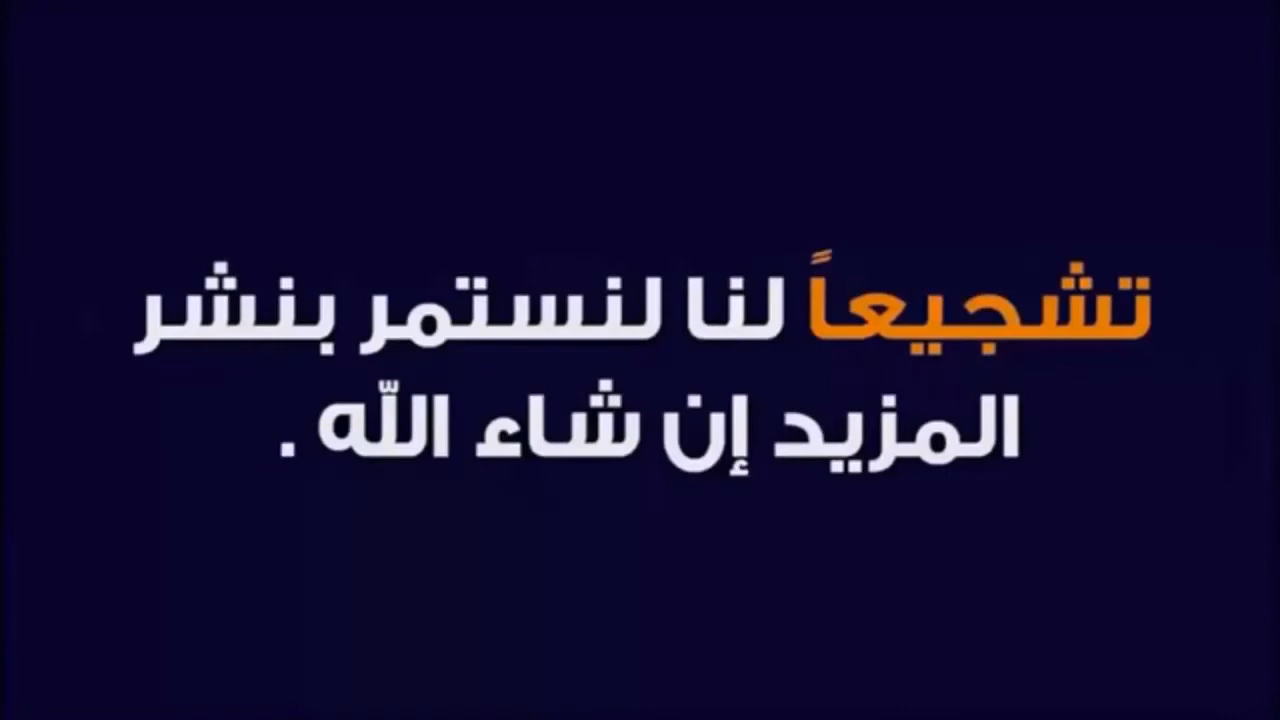 تشجيعاً لنا لنستمر بنشر
المزيد إن شاء اللّه .